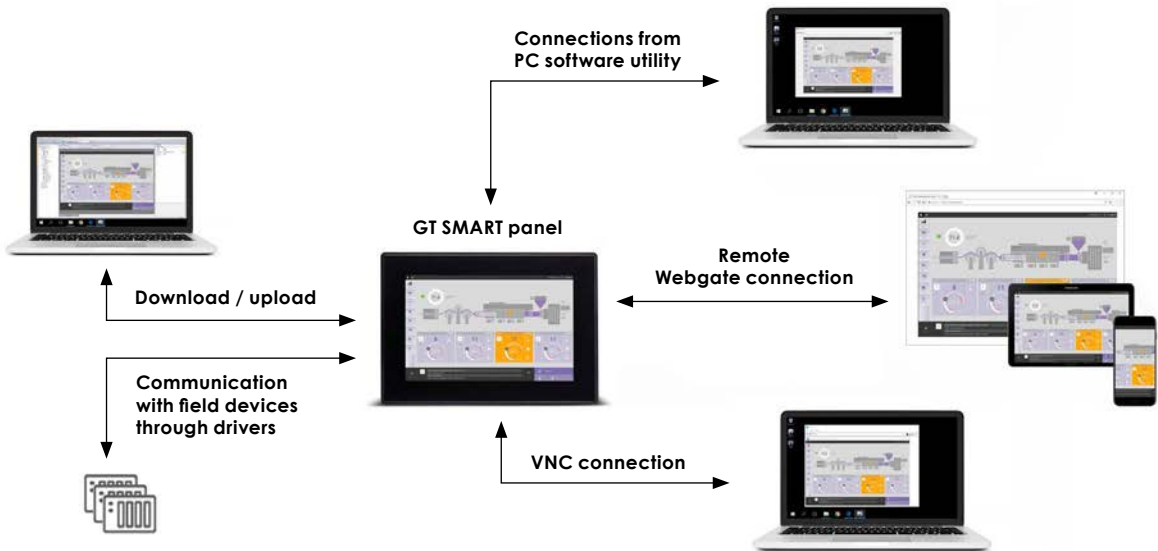 Connections from
PC software utility
GT SMART panel
Remote
Webgate connection
Download / upload
Communication
with field devices
through drivers
VNC connection